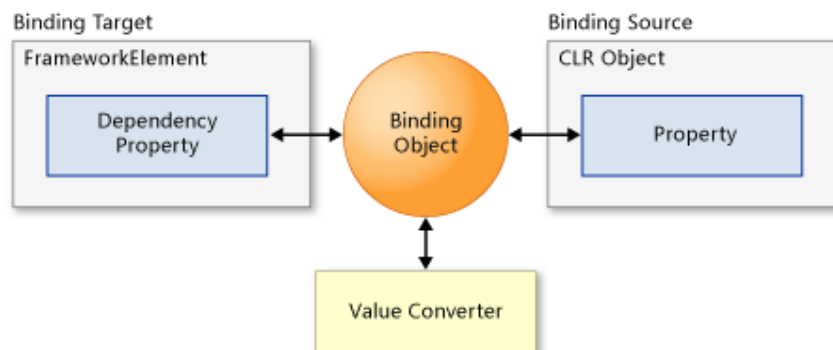 Binding Target
Binding Source
FrameworkElement
CLR Object
Dependency
Property
Binding
Object
Property
Value Converter